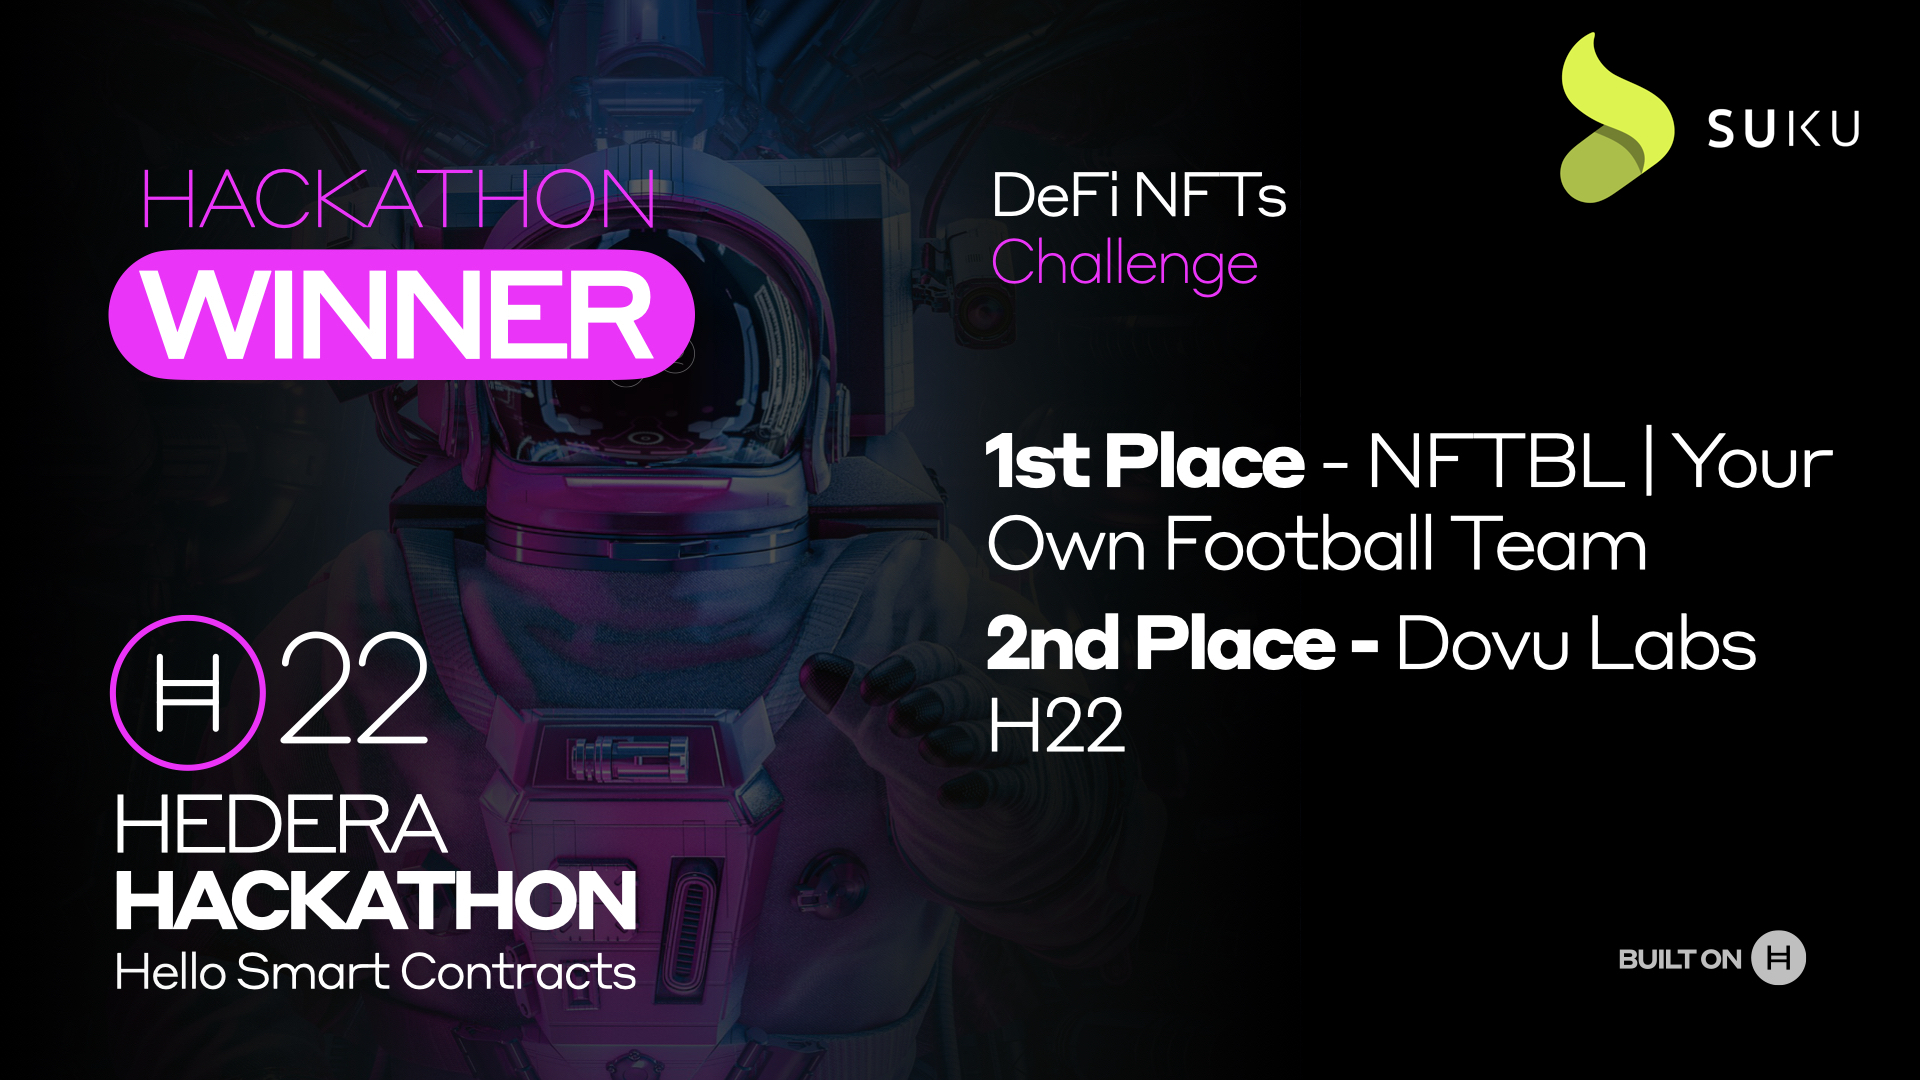 HACKATHON
WINNER
H22
HEDERA
HACKATHON
Hello Smart Contracts
DeFi NFTs
Challenge
SUKU
1st Place - NFTBL | Your
Own Football Team
2nd Place - Dovu Labs
H22
BUILT ON H